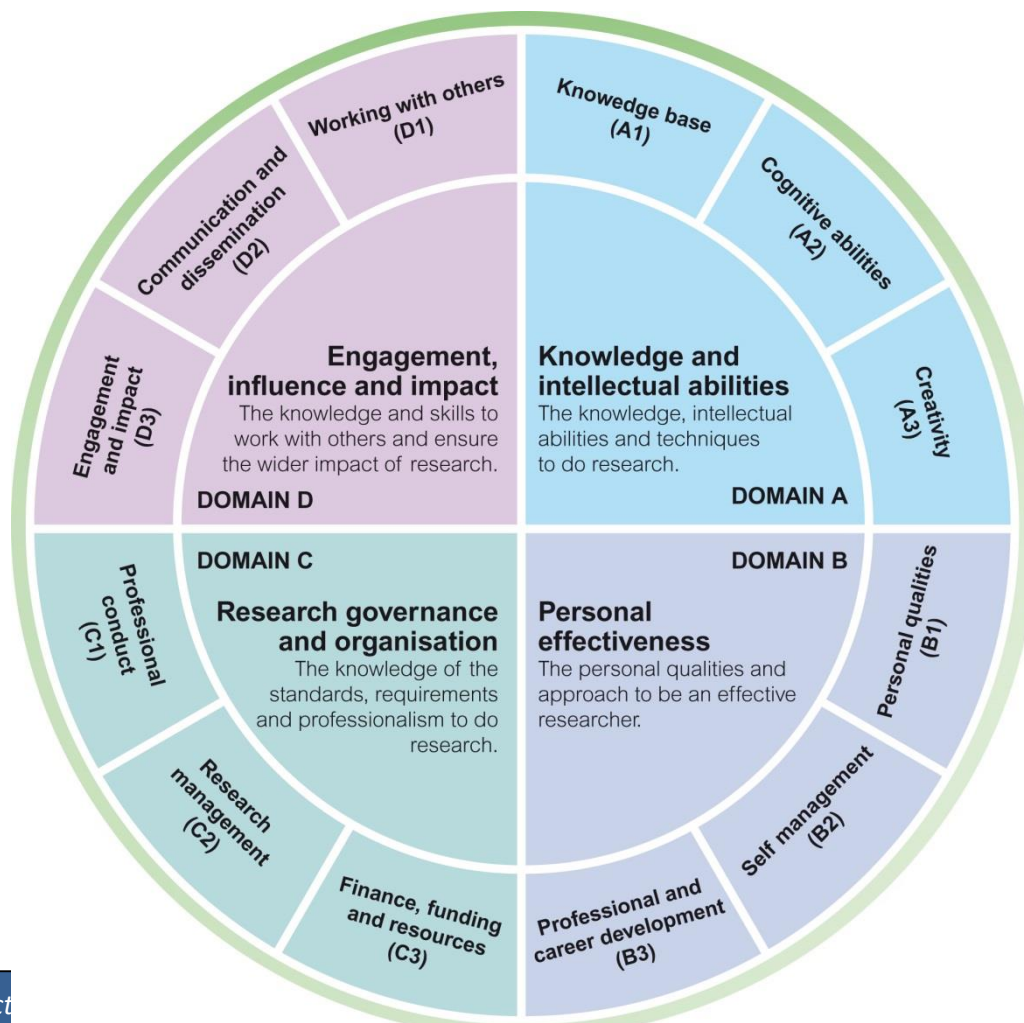 Working with others
(D1)
Knowedge base
(A1)
Communication and
dissemination
(D2)
Cognitive abilities
(A2)
Engagement
and impact
(D3)
Creativity
(A3)
Engagement,
influence and impact
The knowledge and skills to
work with others and ensure
the wider impact of research.
DOMAIN D
Knowledge and
intellectual abilities
The knowledge, intellectual
abilities and techniques
to do research.
DOMAIN A
DOMAIN C
Research governance
and organisation
The knowledge of the
standards, requirements
and professionalism to do
research.
DOMAIN B
Personal
effectiveness
The personal qualities and
approach to be an effective
researcher.
Professional
conduct
(C1)
Personal qualities
(B1)
Research
management
(C2)
Self management
(B2)
Finance, funding
and resources
(C3)
Professional and
career development
(B3)